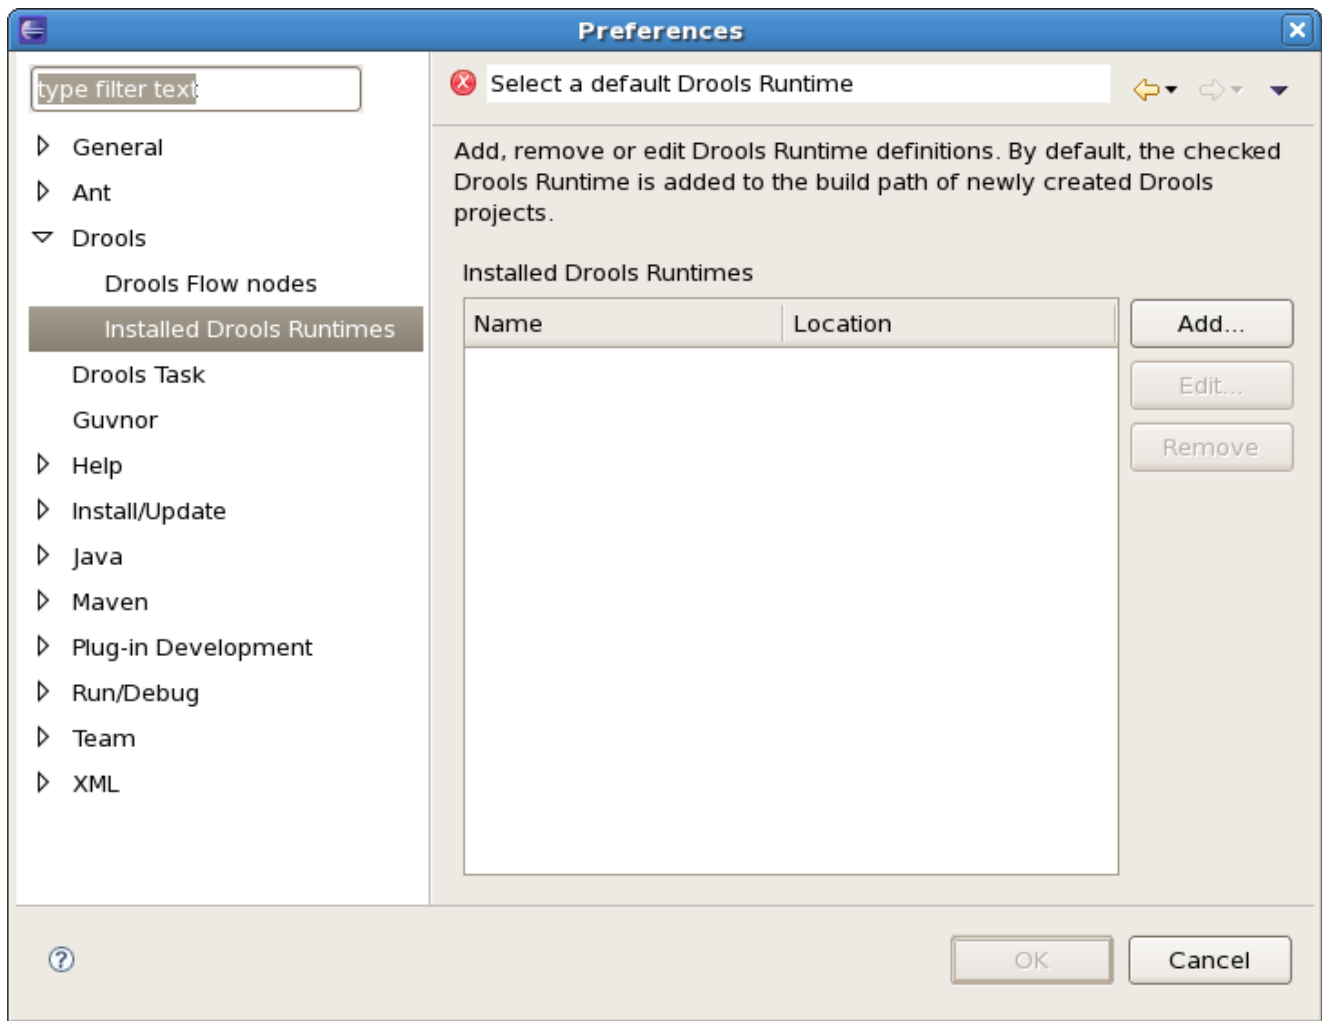 Preferences
type filter text
General
Ant
Drools
Drools Flow nodes
Installed Drools Runtimes
Drools Task
Guvnor
Help
Install/Update
Java
Maven
Plug-in Development
Run/Debug
Team
XML
Select a default Drools Runtime
Add, remove or edit Drools Runtime definitions. By default, the checked
Drools Runtime is added to the build path of newly created Drools
projects.
Installed Drools Runtimes
Name Location
Add...
Edit...
Remove
?
OK Cancel